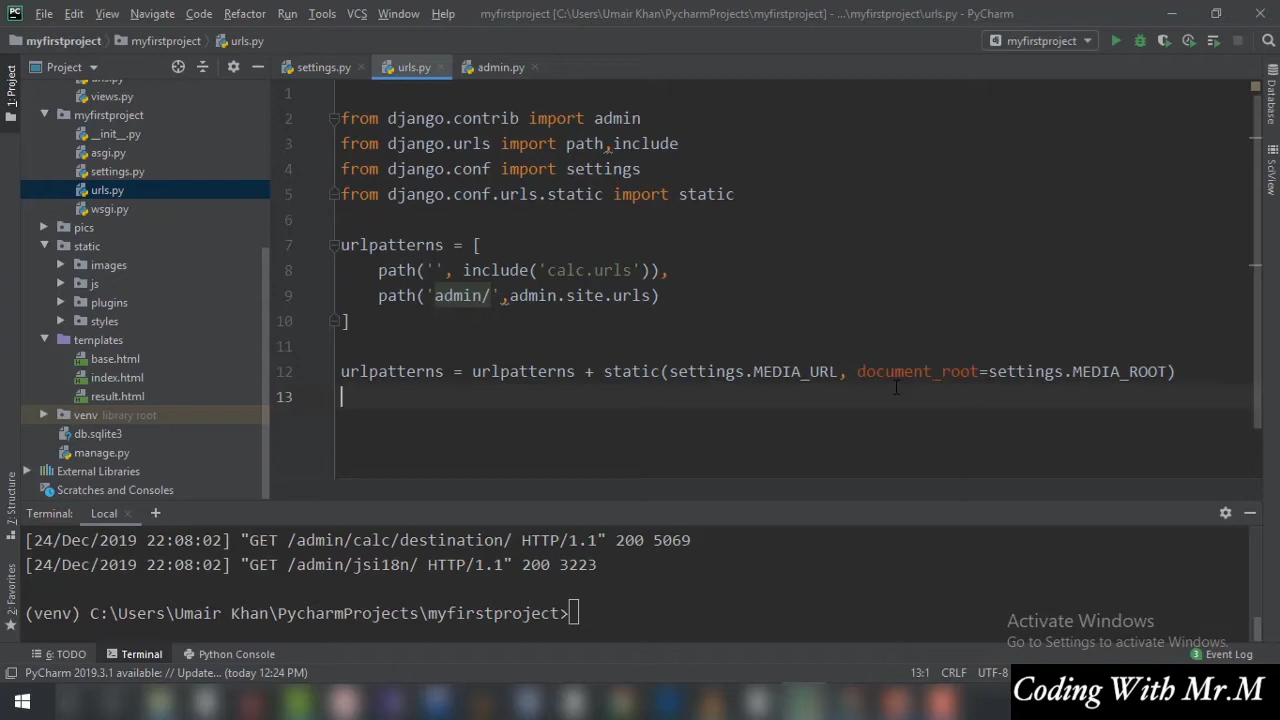 PC File Edit View Navigate Code Refactor Run Tools VCS Window Help myfirstproject [C:\Users\Umair Khan\PycharmProjects\myfirstproject] - ...\myfirstproject\urls.py - PyCharm
myfirstproject myfirstproject urls.py myfirstproject
Project settings.py urls.py admin.py
1: Project
Database
SciView
7: Structure
2: Favorites
views.py
myfirstproject
__init__.py
asgi.py
settings.py
urls.py
wsgi.py
pics
static
images
js
plugins
styles
templates
base.html
index.html
result.html
venv library root
db.sqlite3
manage.py
External Libraries
Scratches and Consoles
1
2 from django.contrib import admin
3 from django.urls import path,include
4 from django.conf import settings
5 from django.conf.urls.static import static
6
7 urlpatterns = [
8 path('', include('calc.urls')),
9 path('admin/',admin.site.urls)
10 ]
11
12 urlpatterns = urlpatterns + static(settings.MEDIA_URL, document_root=settings.MEDIA_ROOT)
13
Terminal: Local +
[24/Dec/2019 22:08:02] "GET /admin/calc/destination/ HTTP/1.1" 200 5069
[24/Dec/2019 22:08:02] "GET /admin/jsi18n/ HTTP/1.1" 200 3223
(venv) C:\Users\Umair Khan\PycharmProjects\myfirstproject>
Activate Windows
Go to Settings to activate Windows.
6: TODO Terminal Python Console 1 Event Log
PyCharm 2019.3.1 available: // Update... (today 12:24 PM) 13:1 CRLF UTF-8
Coding With Mr.M